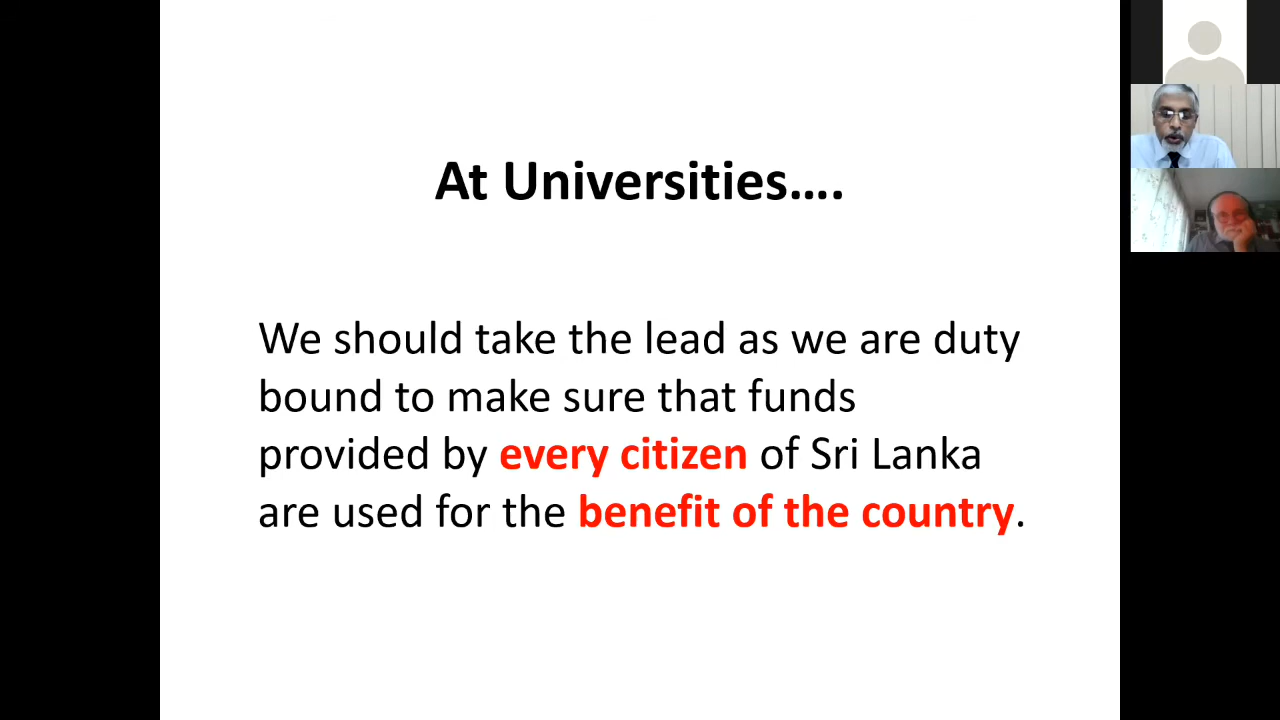 At Universities….
We should take the lead as we are duty
bound to make sure that funds
provided by every citizen of Sri Lanka
are used for the benefit of the country.